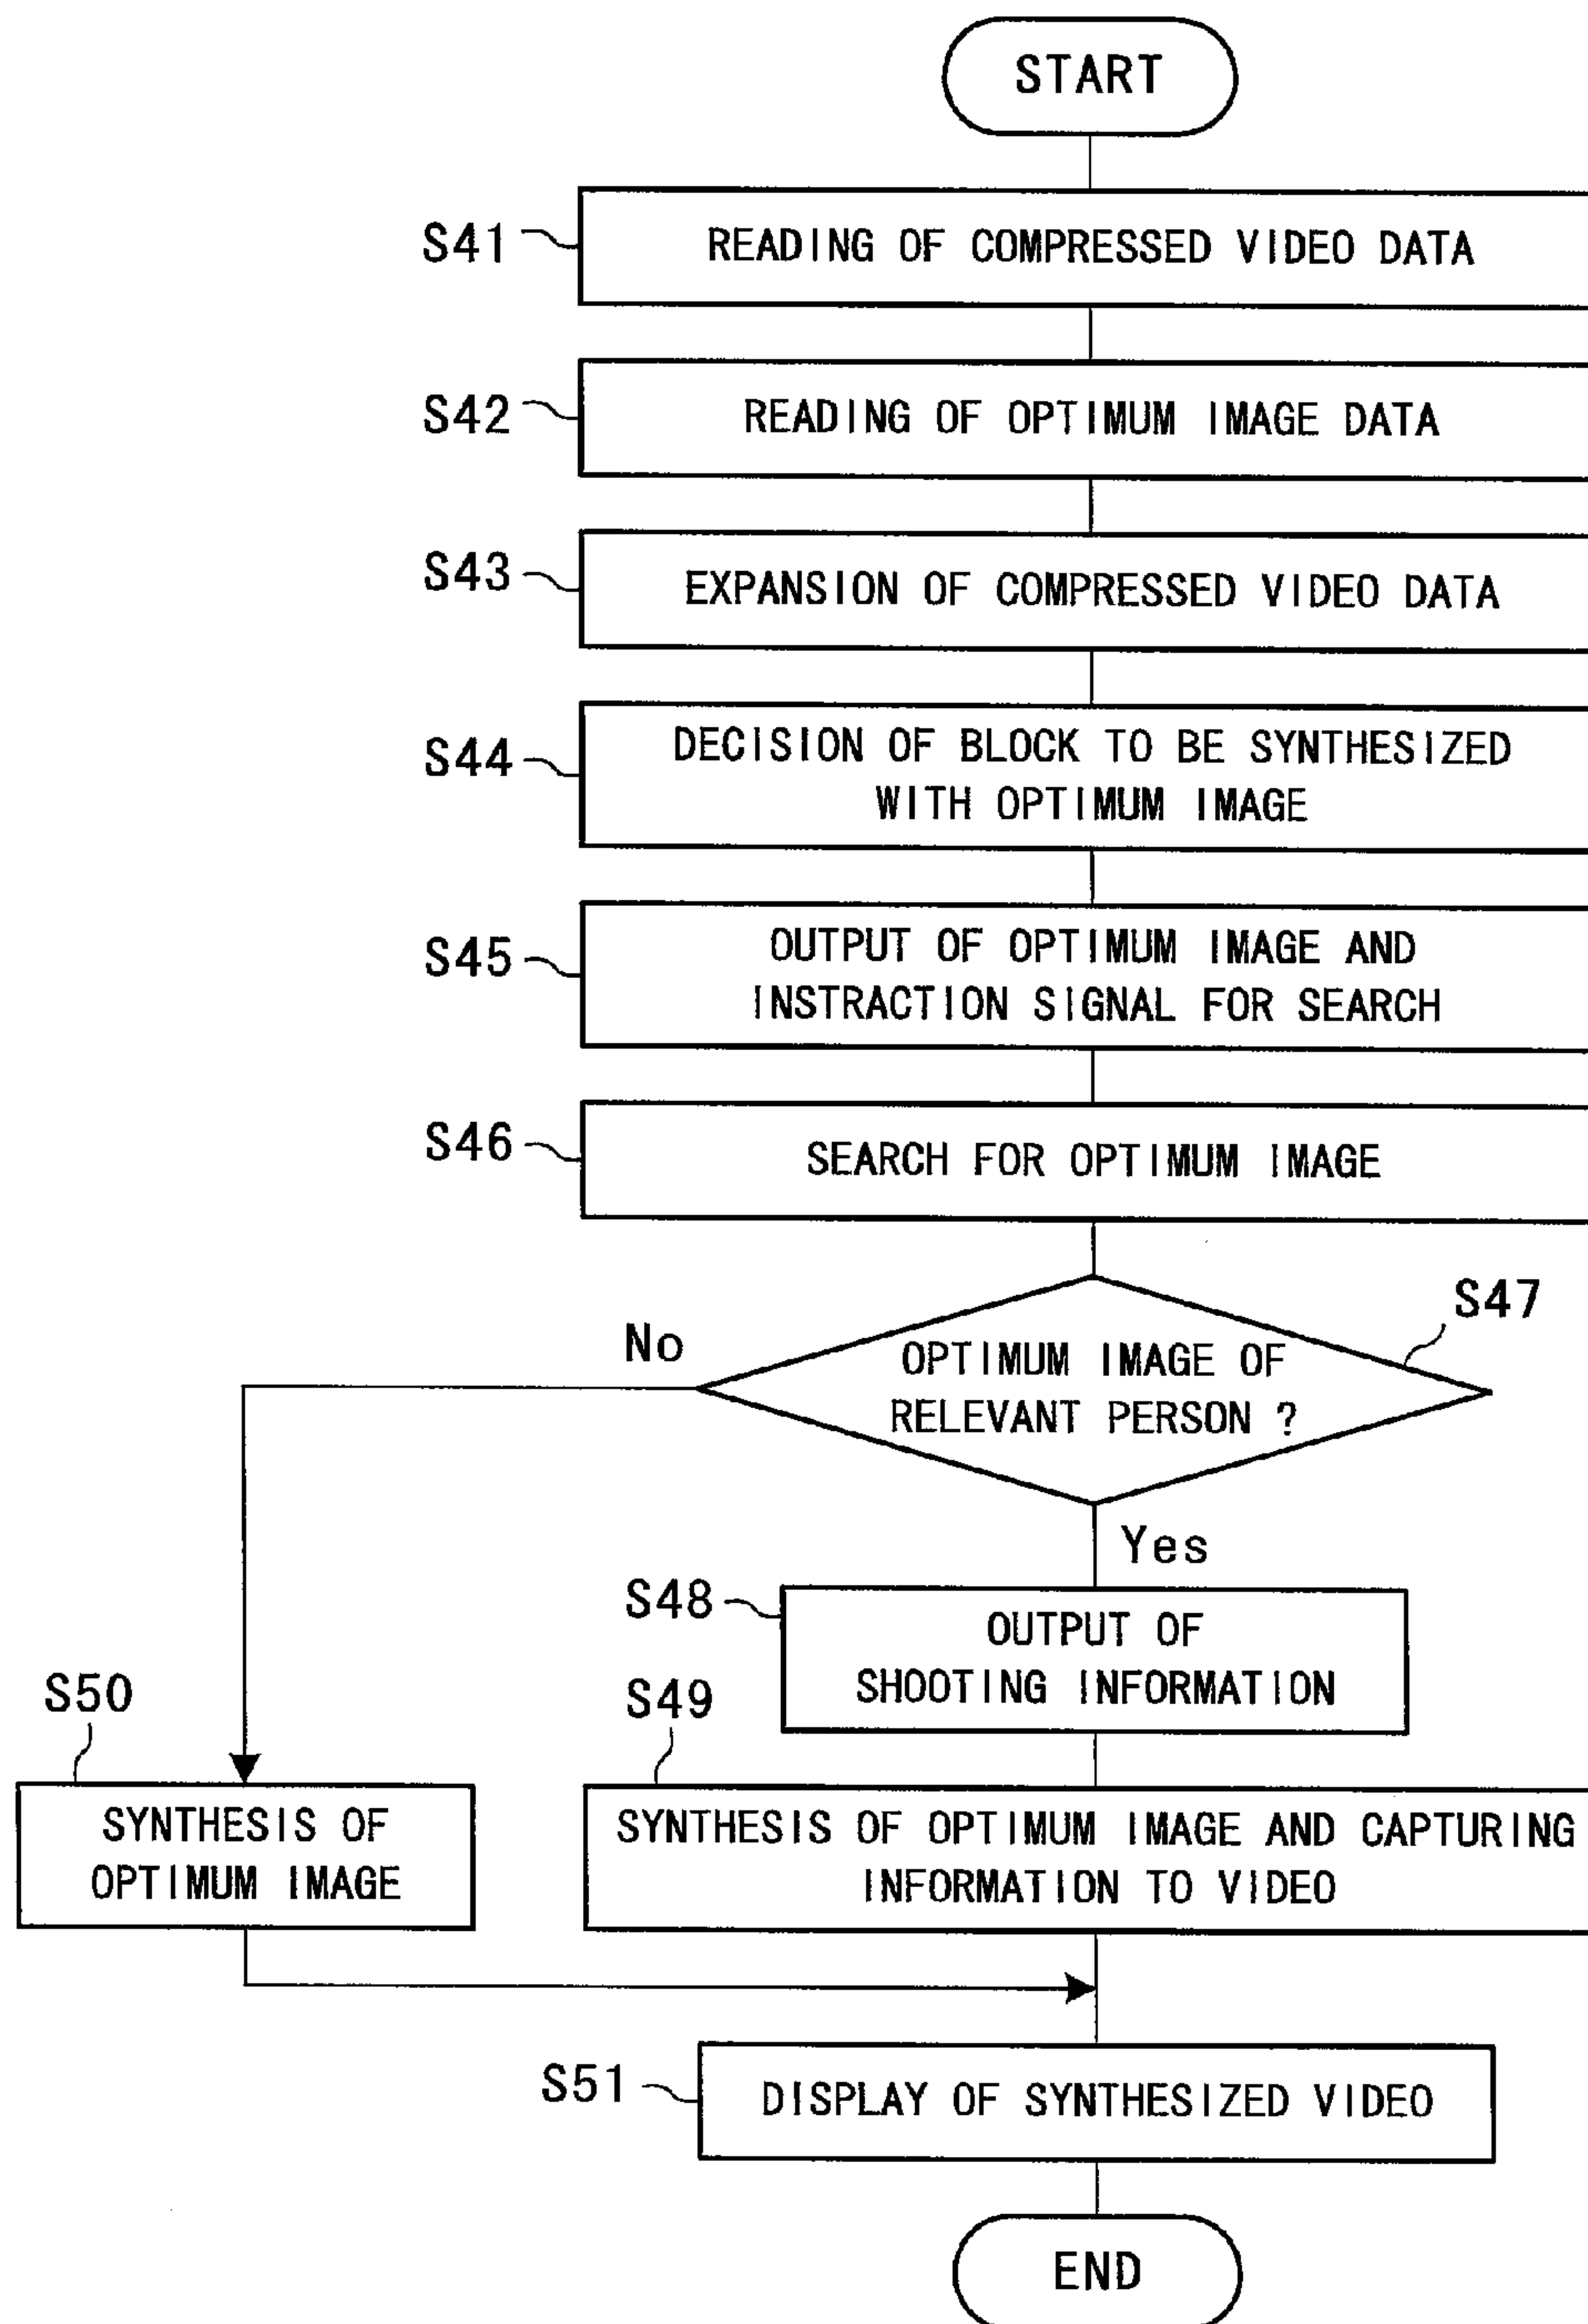 START
S41
READING OF COMPRESSED VIDEO DATA
S42
READING OF OPTIMUM IMAGE DATA
S43
EXPANSION OF COMPRESSED VIDEO DATA
S44
DECISION OF BLOCK TO BE SYNTHESIZED
WITH OPTIMUM IMAGE
S45
OUTPUT OF OPTIMUM IMAGE AND
INSTRACTION SIGNAL FOR SEARCH
S46
SEARCH FOR OPTIMUM IMAGE
S47
No
OPTIMUM IMAGE OF
RELEVANT PERSON ?
Yes
S48
OUTPUT OF
SHOOTING INFORMATION
S50
SYNTHESIS OF
OPTIMUM IMAGE
S49
SYNTHESIS OF OPTIMUM IMAGE AND CAPTURING
INFORMATION TO VIDEO
S51
DISPLAY OF SYNTHESIZED VIDEO
END